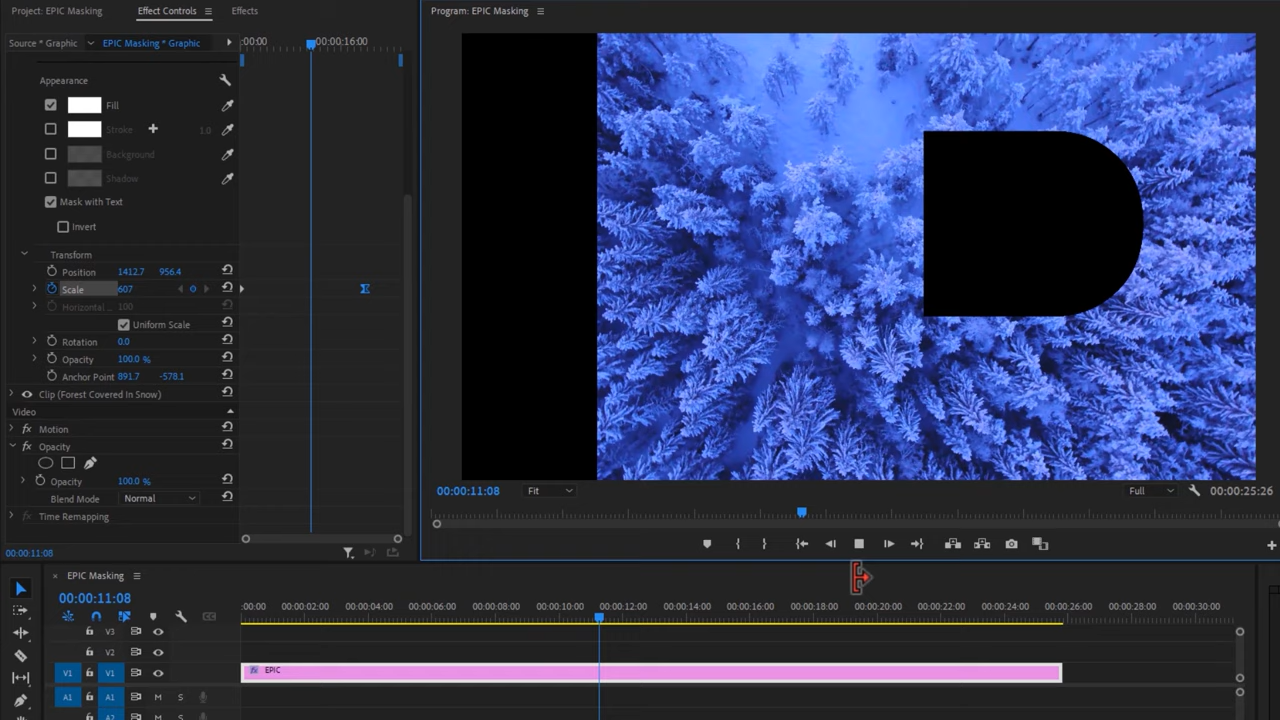 Project: EPIC Masking
Effect Controls
Effects
Program: EPIC Masking
Source * Graphic
EPIC Masking * Graphic
:00:00
00:00:16:00
Appearance
Fill
Stroke
1.0
Background
Shadow
Mask with Text
Invert
Transform
Position 1412.7 956.4
Scale 607
Horizontal ... 100
Uniform Scale
Rotation 0.0
Opacity 100.0 %
Anchor Point 891.7 -578.1
Clip (Forest Covered In Snow)
Video
fx Motion
fx Opacity
Opacity 100.0 %
Blend Mode Normal
fx Time Remapping
00:00:11:08
00:00:11:08
Fit
Full
00:00:25:26
× EPIC Masking
00:00:11:08
:00:00 00:00:02:00 00:00:04:00 00:00:06:00 00:00:08:00 00:00:10:00 00:00:12:00 00:00:14:00 00:00:16:00 00:00:18:00 00:00:20:00 00:00:22:00 00:00:24:00 00:00:26:00 00:00:28:00 00:00:30:00
V3
V2
V1 V1
fx EPIC
A1 A1 M S